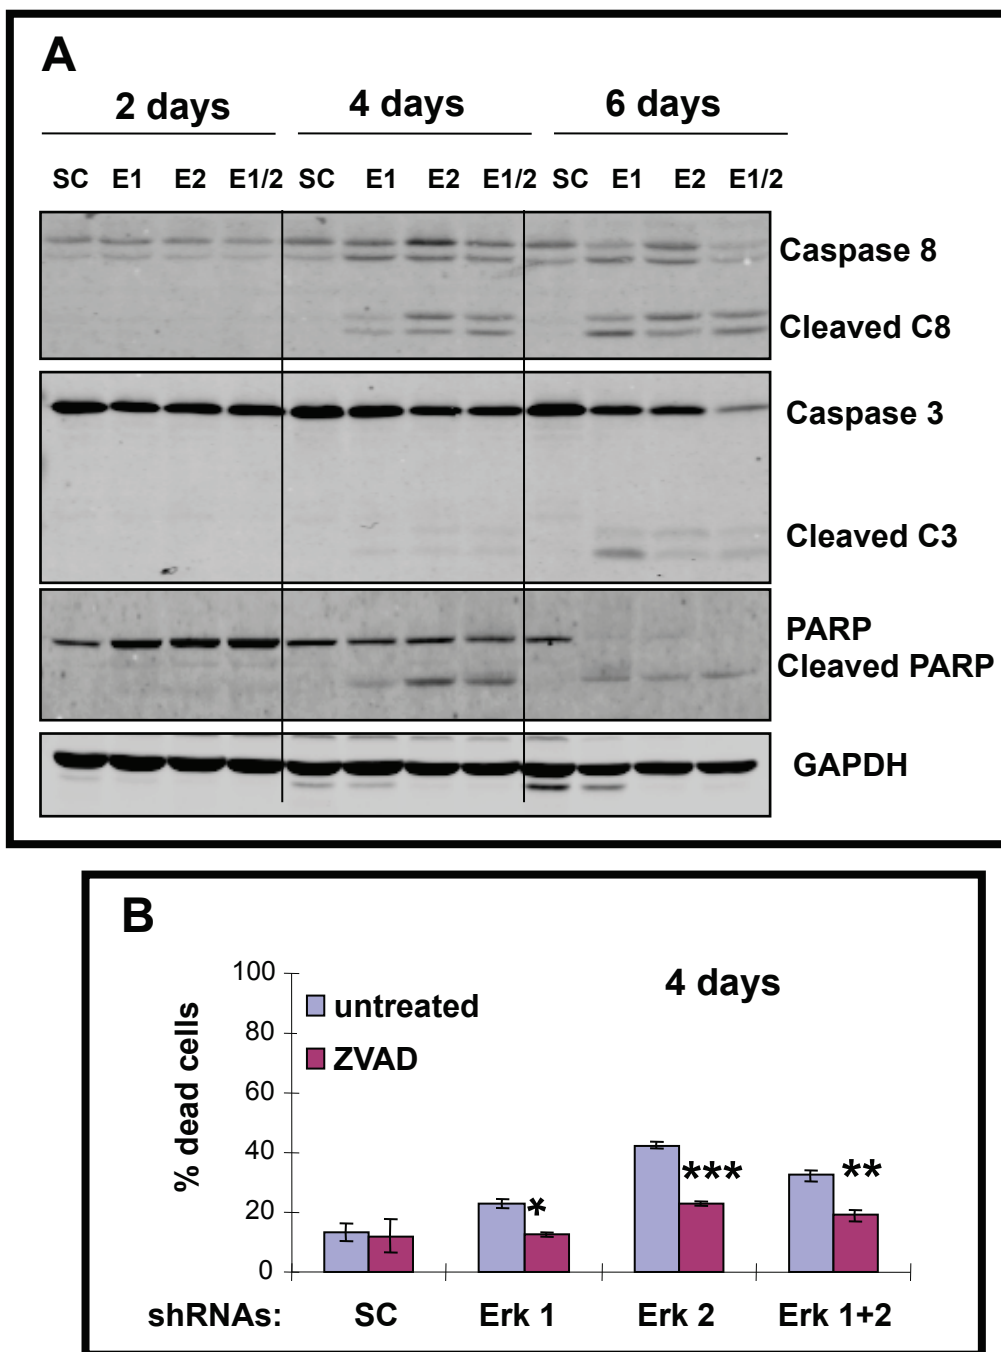 A
2 days 4 days 6 days
SC E1 E2 E1/2 SC E1 E2 E1/2 SC E1 E2 E1/2
Caspase 8
Cleaved C8
Caspase 3
Cleaved C3
PARP
Cleaved PARP
GAPDH
B
4 days
% dead cells
100
80
60
40
20
0
untreated
ZVAD
* *** **
shRNAs: SC Erk 1 Erk 2 Erk 1+2